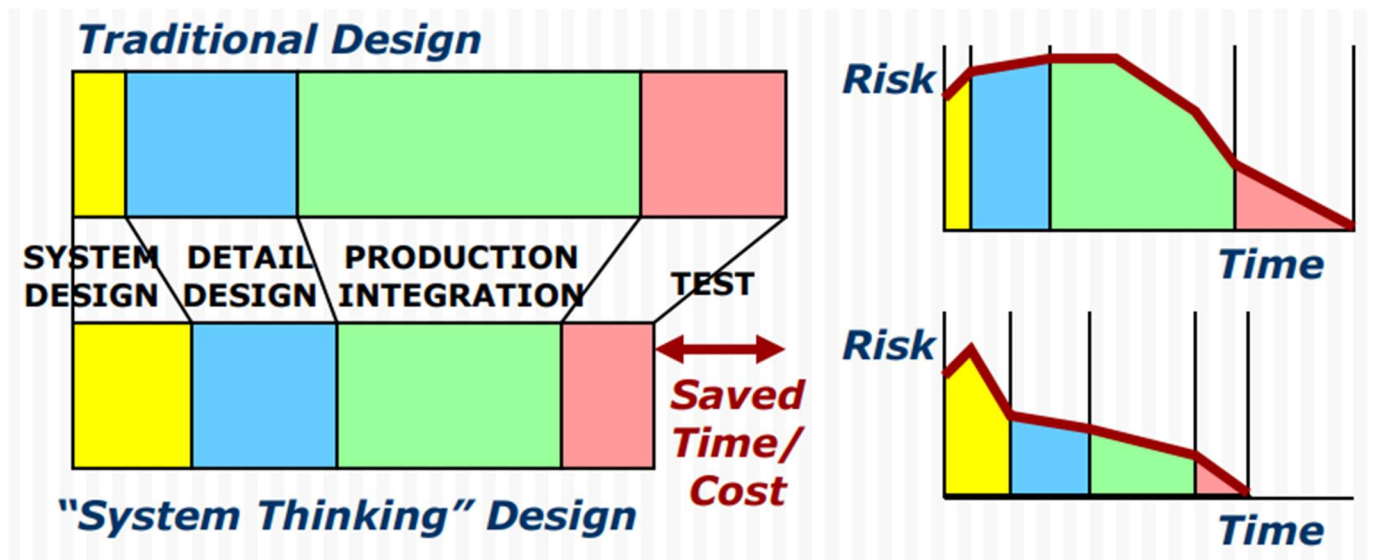 Traditional Design
SYSTEM
DESIGN
DETAIL
DESIGN
PRODUCTION
INTEGRATION
TEST
Saved
Time/
Cost
“System Thinking” Design
Risk
Time
Risk
Time